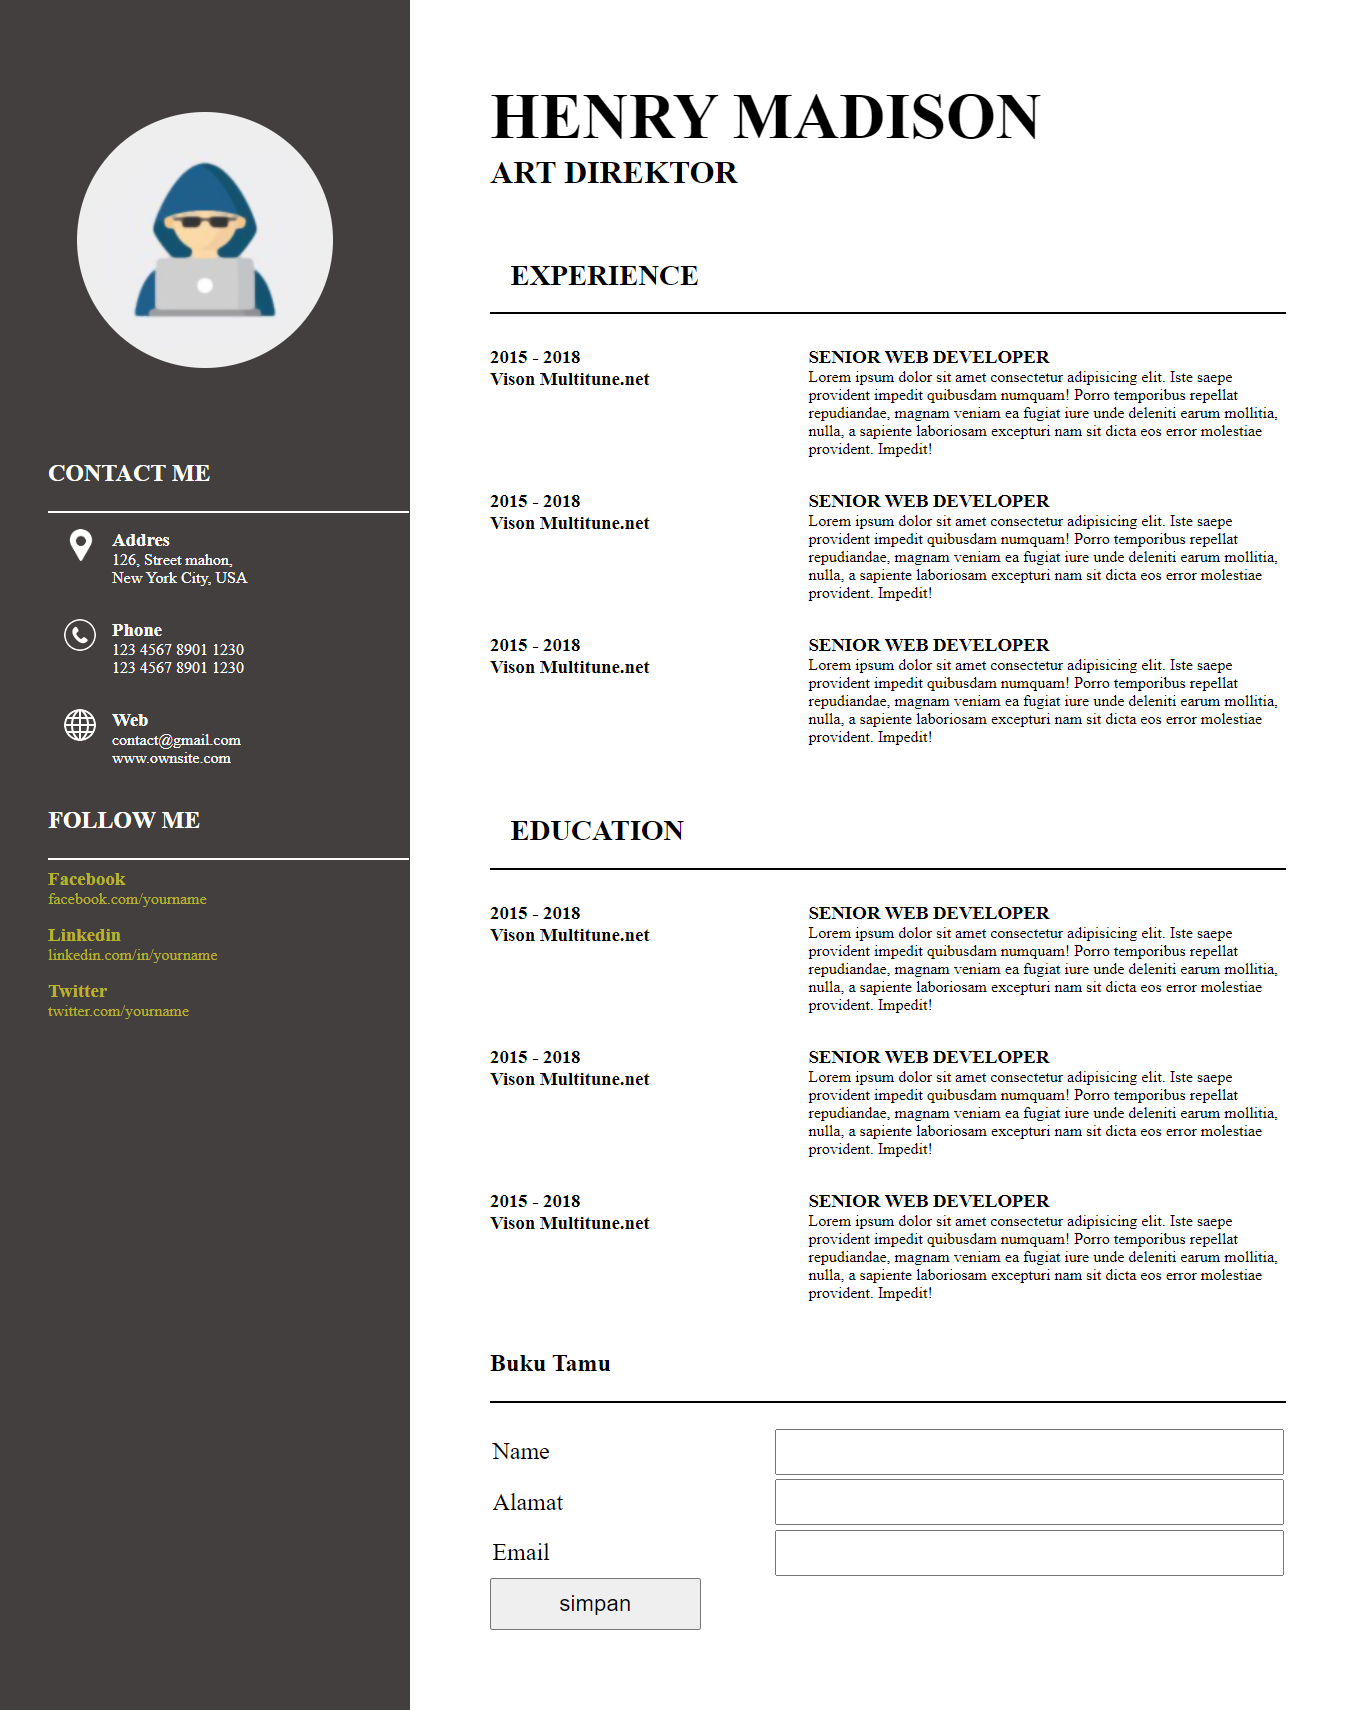 CONTACT ME
Addres
126, Street mahon,
New York City, USA
Phone
123 4567 8901 1230
123 4567 8901 1230
Web
contact@gmail.com
www.ownsite.com
FOLLOW ME
Facebook
facebook.com/yourname
Linkedin
linkedin.com/in/yourname
Twitter
twitter.com/yourname
HENRY MADISON
ART DIREKTOR
EXPERIENCE
2015 - 2018
Vison Multitune.net
SENIOR WEB DEVELOPER
Lorem ipsum dolor sit amet consectetur adipisicing elit. Iste saepe
provident impedit quibusdam numquam! Porro temporibus repellat
repudiandae, magnam veniam ea fugiat iure unde deleniti earum mollitia,
nulla, a sapiente laboriosam excepturi nam sit dicta eos error molestiae
provident. Impedit!
2015 - 2018
Vison Multitune.net
SENIOR WEB DEVELOPER
Lorem ipsum dolor sit amet consectetur adipisicing elit. Iste saepe
provident impedit quibusdam numquam! Porro temporibus repellat
repudiandae, magnam veniam ea fugiat iure unde deleniti earum mollitia,
nulla, a sapiente laboriosam excepturi nam sit dicta eos error molestiae
provident. Impedit!
2015 - 2018
Vison Multitune.net
SENIOR WEB DEVELOPER
Lorem ipsum dolor sit amet consectetur adipisicing elit. Iste saepe
provident impedit quibusdam numquam! Porro temporibus repellat
repudiandae, magnam veniam ea fugiat iure unde deleniti earum mollitia,
nulla, a sapiente laboriosam excepturi nam sit dicta eos error molestiae
provident. Impedit!
EDUCATION
2015 - 2018
Vison Multitune.net
SENIOR WEB DEVELOPER
Lorem ipsum dolor sit amet consectetur adipisicing elit. Iste saepe
provident impedit quibusdam numquam! Porro temporibus repellat
repudiandae, magnam veniam ea fugiat iure unde deleniti earum mollitia,
nulla, a sapiente laboriosam excepturi nam sit dicta eos error molestiae
provident. Impedit!
2015 - 2018
Vison Multitune.net
SENIOR WEB DEVELOPER
Lorem ipsum dolor sit amet consectetur adipisicing elit. Iste saepe
provident impedit quibusdam numquam! Porro temporibus repellat
repudiandae, magnam veniam ea fugiat iure unde deleniti earum mollitia,
nulla, a sapiente laboriosam excepturi nam sit dicta eos error molestiae
provident. Impedit!
2015 - 2018
Vison Multitune.net
SENIOR WEB DEVELOPER
Lorem ipsum dolor sit amet consectetur adipisicing elit. Iste saepe
provident impedit quibusdam numquam! Porro temporibus repellat
repudiandae, magnam veniam ea fugiat iure unde deleniti earum mollitia,
nulla, a sapiente laboriosam excepturi nam sit dicta eos error molestiae
provident. Impedit!
Buku Tamu
Name
Alamat
Email
simpan